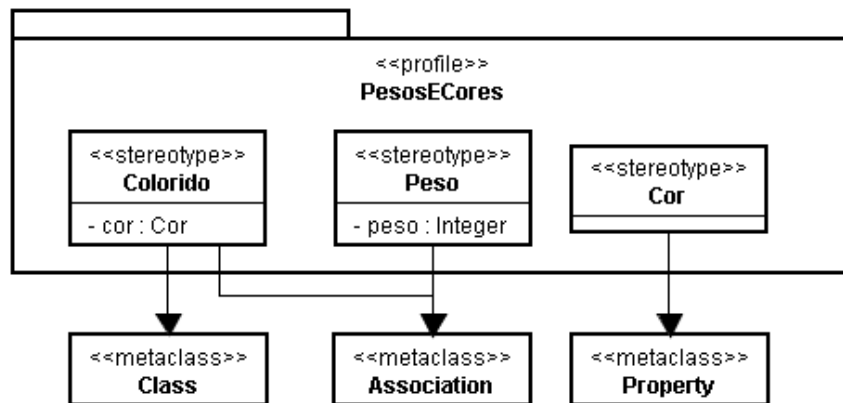 <<profile>>
PesosECores
<<stereotype>>
Colorido
- cor : Cor
<<stereotype>>
Peso
- peso : Integer
<<stereotype>>
Cor
<<metaclass>>
Class
<<metaclass>>
Association
<<metaclass>>
Property